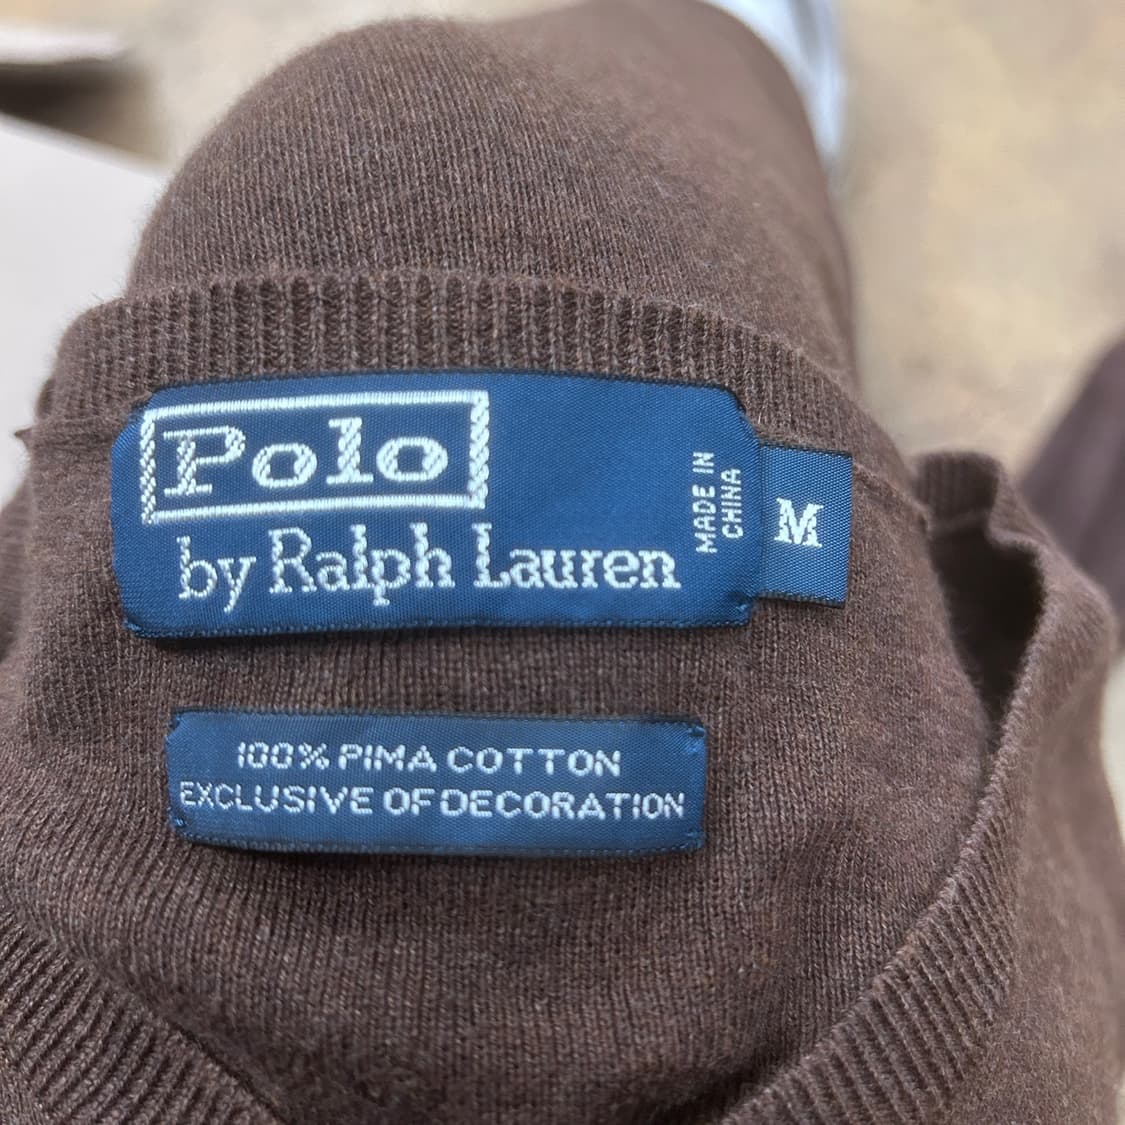 Polo
by Ralph Lauren
MADE IN
CHINA
M
100% PIMA COTTON
EXCLUSIVE OF DECORATION